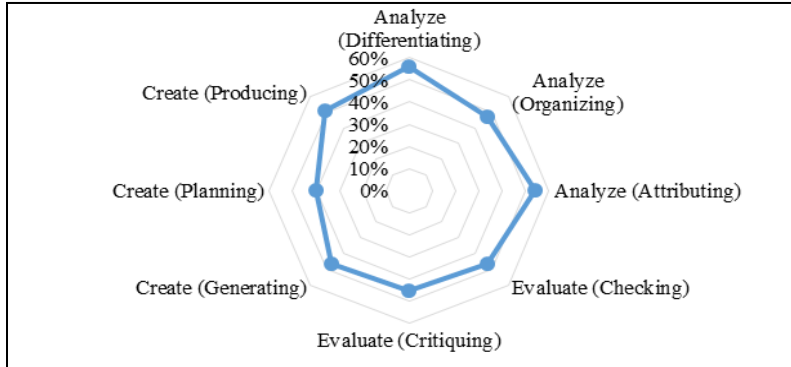 Analyze
(Differentiating)
60%
50%
40%
30%
20%
10%
0%
Analyze
(Organizing)
Analyze (Attributing)
Evaluate (Checking)
Evaluate (Critiquing)
Create (Generating)
Create (Planning)
Create (Producing)